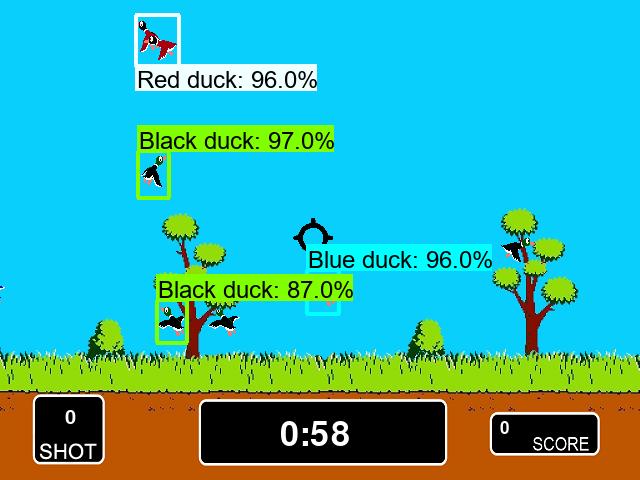 Red duck: 96.0%
Black duck: 97.0%
Blue duck: 96.0%
Black duck: 87.0%
0
SHOT
0:58
0
SCORE